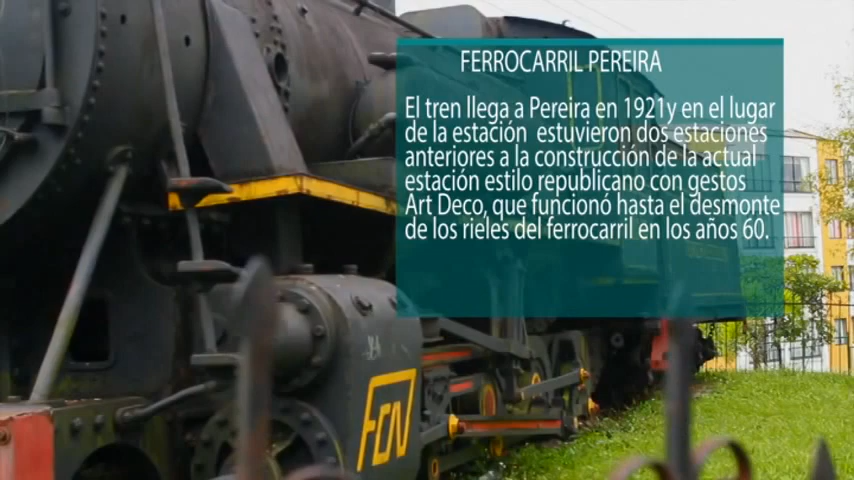 FERROCARRIL PEREIRA
El tren llega a Pereira en 1921y en el lugar
de la estación estuvieron dos estaciones
anteriores a la construcción de la actual
estación estilo republicano con gestos
Art Deco, que funcionó hasta el desmonte
de los rieles del ferrocarril en los años 60.
FCN